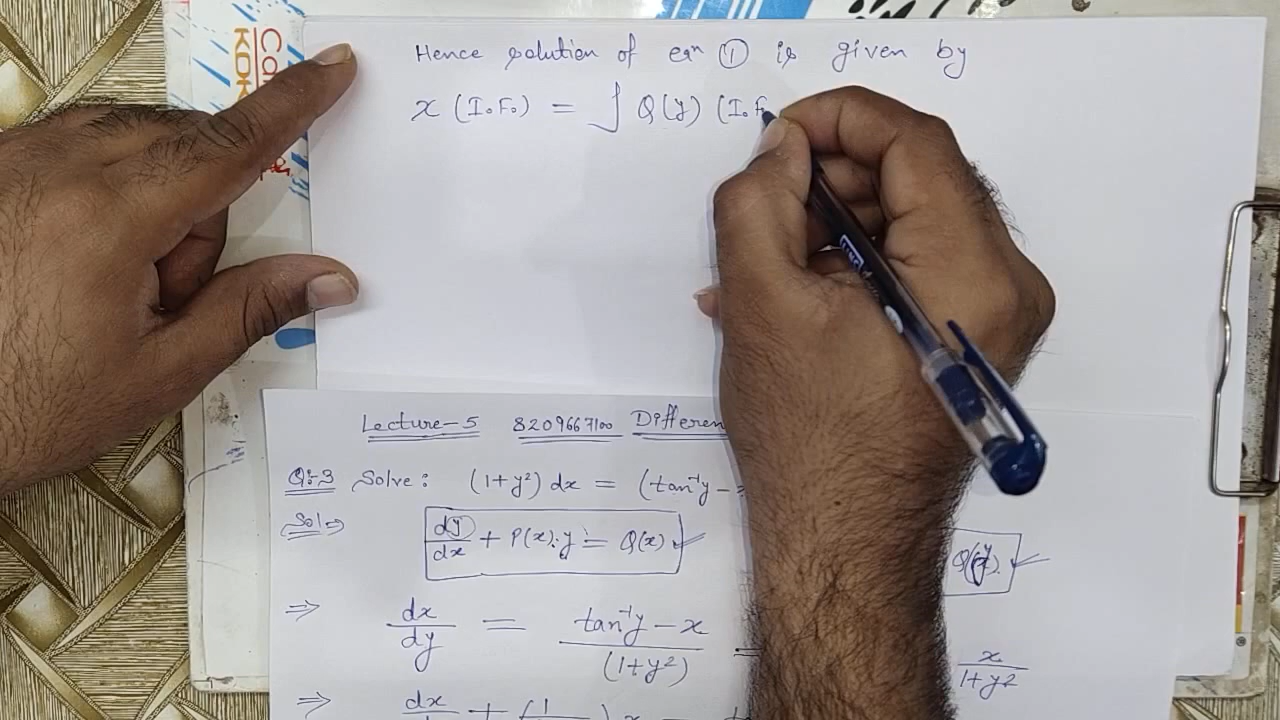 Hence solution of eqn ① is given by
x (I.F.) = ∫ Q(y) (I.F.
Lecture-5 8209667100 Differen
Q:-3 Solve : (1+y²) dx = (tan⁻¹y -
Sol⇒ dy/dx + P(x).y = Q(x) Q(y).
⇒ dx/dy = tan⁻¹y - x/(1+y²) = x/1+y²
⇒ dx + (1 ) x